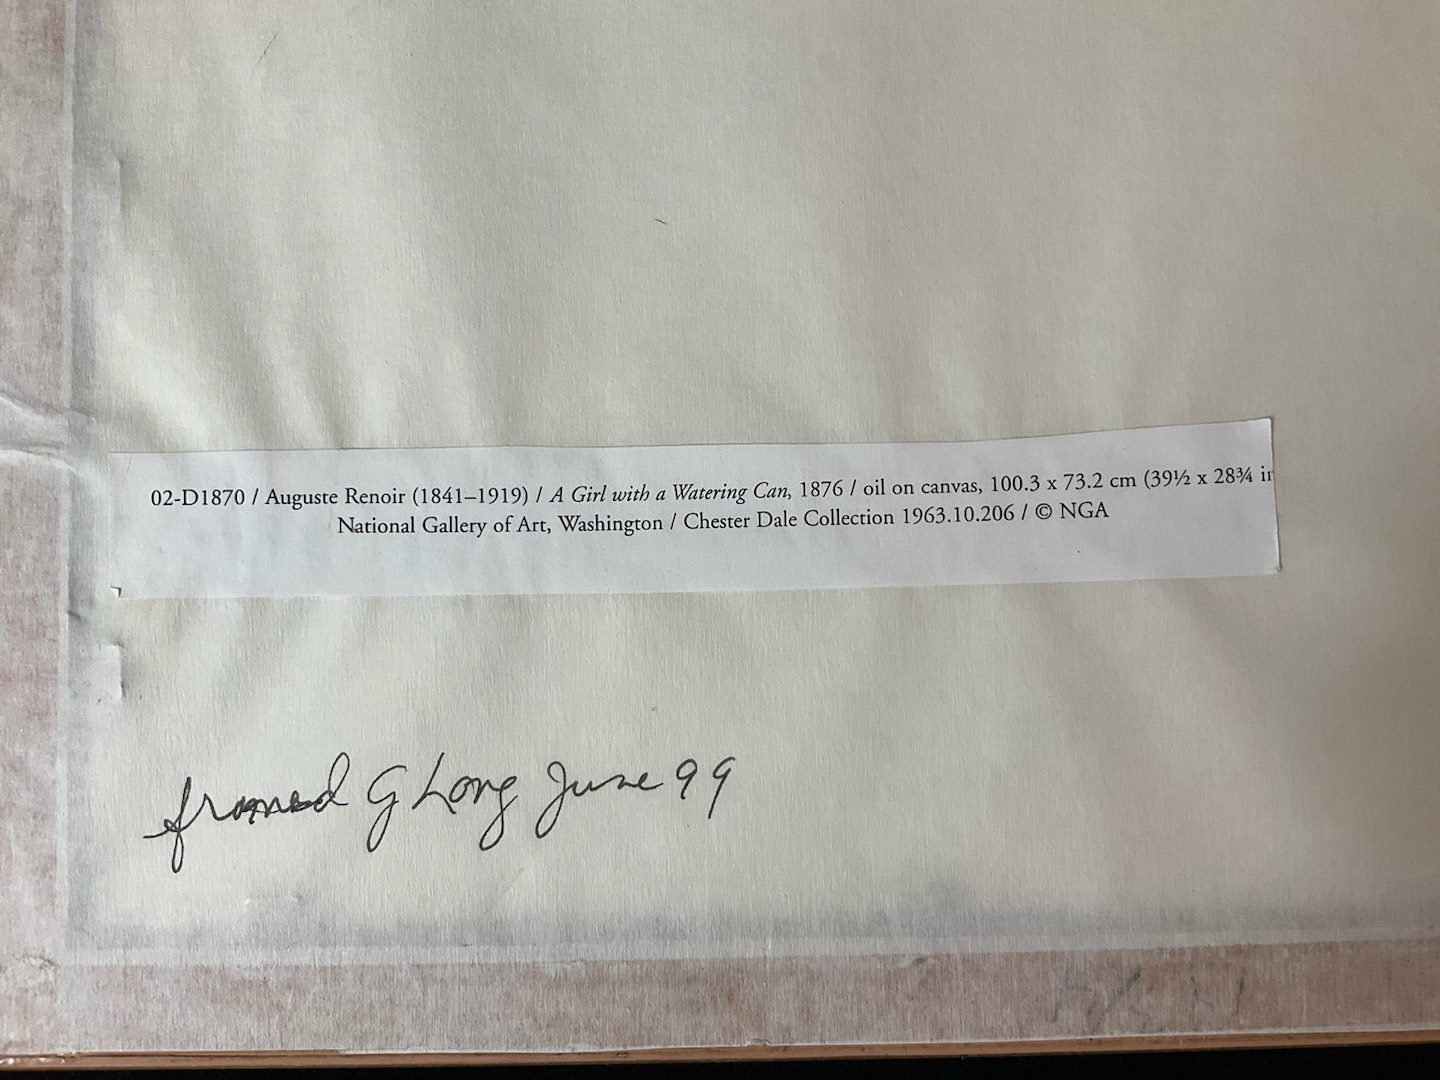 02-D1870 / Auguste Renoir (1841–1919) / A Girl with a Watering Can, 1876 / oil on canvas, 100.3 x 73.2 cm (39½ x 28¾ in
National Gallery of Art, Washington / Chester Dale Collection 1963.10.206 / © NGA
framed G Long June 99